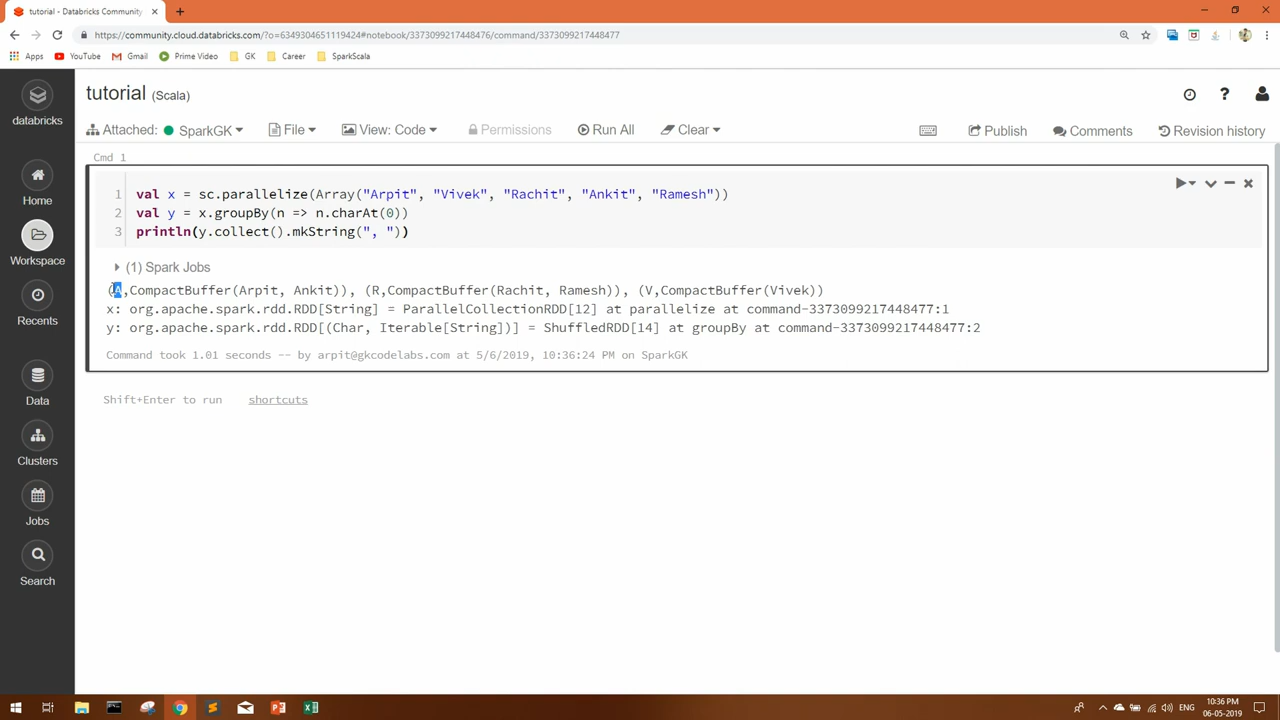 tutorial - Databricks Community
https://community.cloud.databricks.com/?o=6349304651119424#notebook/3373099217448476/command/3373099217448477
Apps YouTube Gmail Prime Video GK Career SparkScala
databricks
Home
Workspace
Recents
Data
Clusters
Jobs
Search
tutorial (Scala)
Attached: SparkGK File View: Code Permissions Run All Clear Publish Comments Revision history
Cmd 1
1 val x = sc.parallelize(Array("Arpit", "Vivek", "Rachit", "Ankit", "Ramesh"))
2 val y = x.groupBy(n => n.charAt(0))
3 println(y.collect().mkString(", "))
(1) Spark Jobs
(A,CompactBuffer(Arpit, Ankit)), (R,CompactBuffer(Rachit, Ramesh)), (V,CompactBuffer(Vivek))
x: org.apache.spark.rdd.RDD[String] = ParallelCollectionRDD[12] at parallelize at command-3373099217448477:1
y: org.apache.spark.rdd.RDD[(Char, Iterable[String])] = ShuffledRDD[14] at groupBy at command-3373099217448477:2
Command took 1.01 seconds -- by arpit@gkcodelabs.com at 5/6/2019, 10:36:24 PM on SparkGK
Shift+Enter to run shortcuts
ENG
10:36 PM
06-05-2019